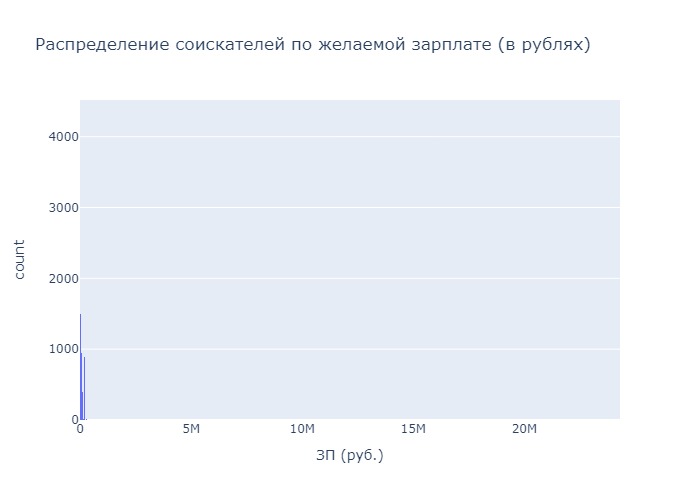 Распределение соискателей по желаемой зарплате (в рублях)
4000
3000
count
2000
1000
0
0 5M 10M 15M 20M
ЗП (руб.)